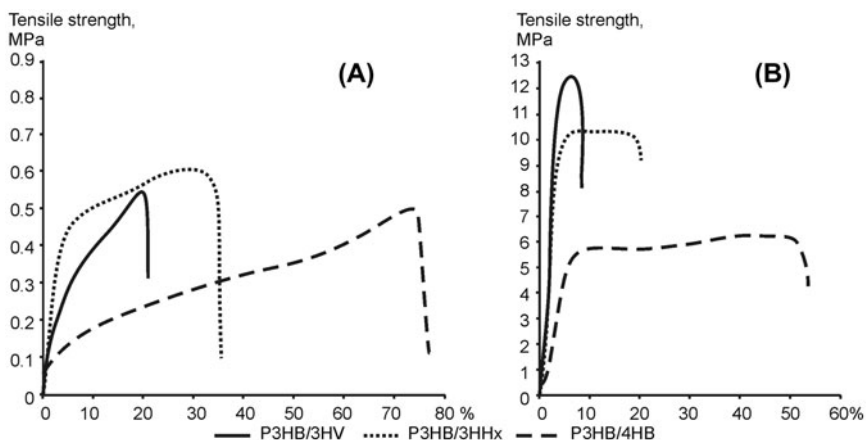 Tensile strength,
MPa
0.9
0.8
0.7
0.6
0.5
0.4
0.3
0.2
0.1
0
0 10 20 30 40 50 60 70 80 %
(A)
Tensile strength,
MPa
13
12
11
10
9
8
7
6
5
4
3
2
1
0
0 10 20 30 40 50 60%
(B)
P3HB/3HV P3HB/3HHx P3HB/4HB